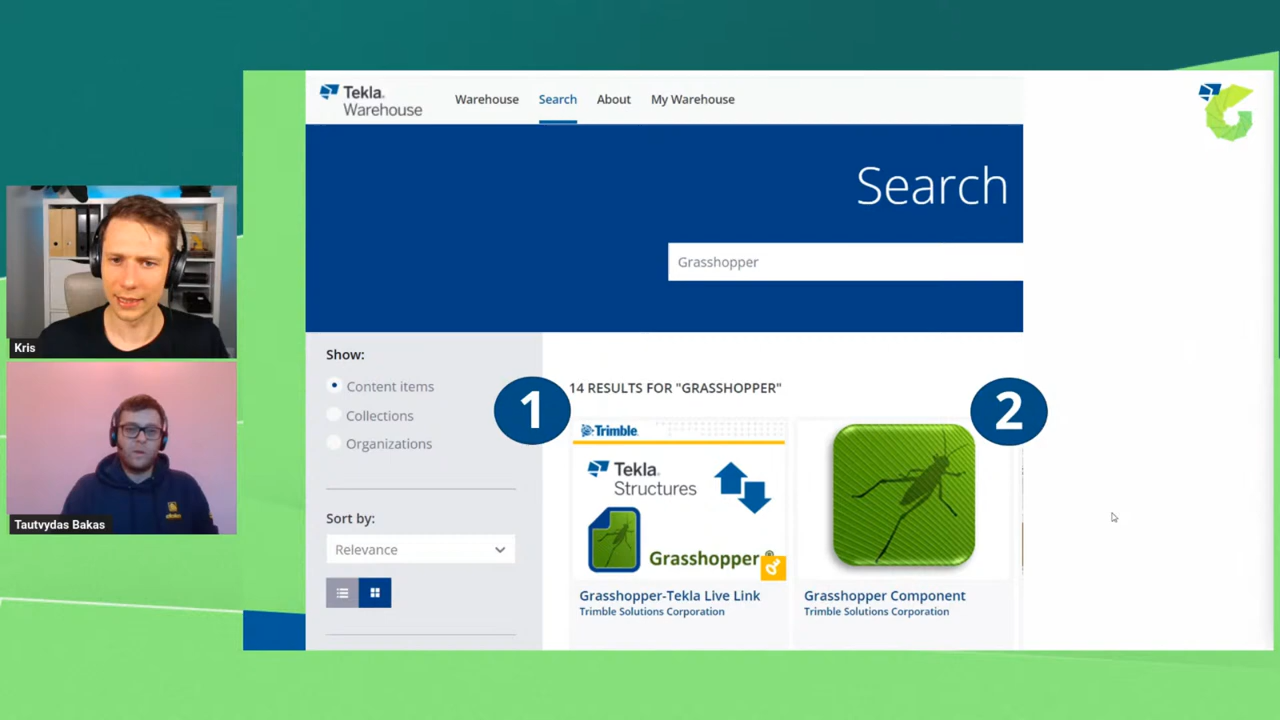 Tekla®
Warehouse
Warehouse
Search
About
My Warehouse
Search
Grasshopper
Show:
Content items
Collections
Organizations
Sort by:
Relevance
14 RESULTS FOR "GRASSHOPPER"
1
2
Trimble
Tekla®
Structures
Grasshopper®
Grasshopper-Tekla Live Link
Trimble Solutions Corporation
Grasshopper Component
Trimble Solutions Corporation
Kris
Tautvydas Bakas